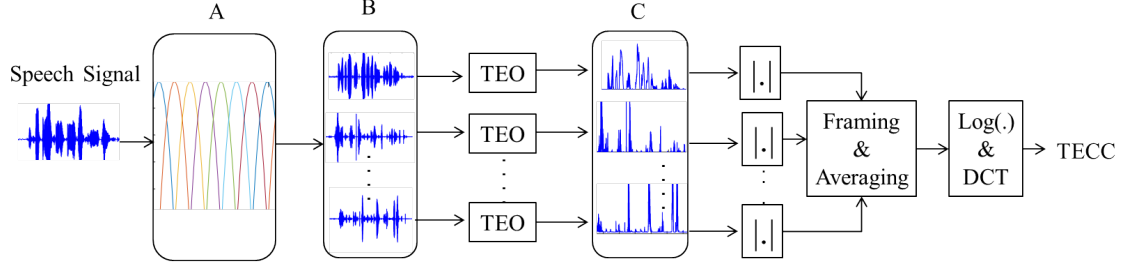 A
B
C
Speech Signal
TEO
TEO
TEO
|.|
|.|
|.|
Framing
&
Averaging
Log(.)
&
DCT
TECC